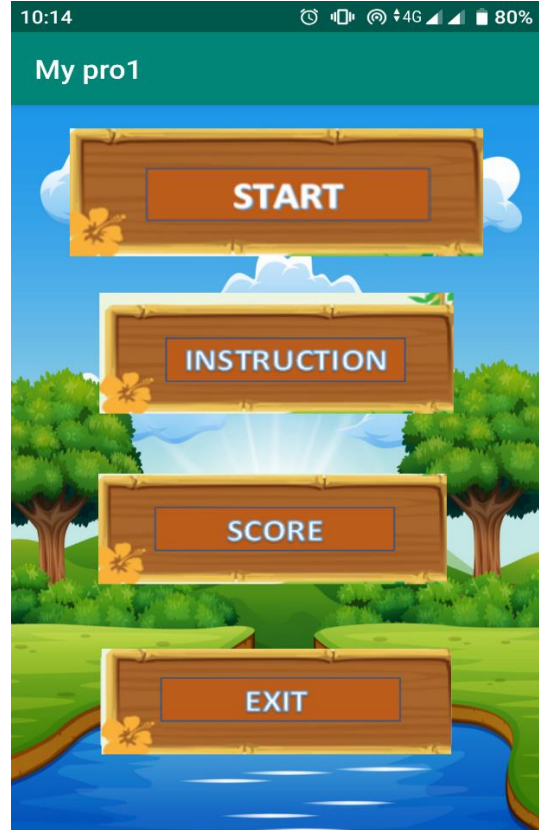 10:14 4G 80%
My pro1
START
INSTRUCTION
SCORE
EXIT